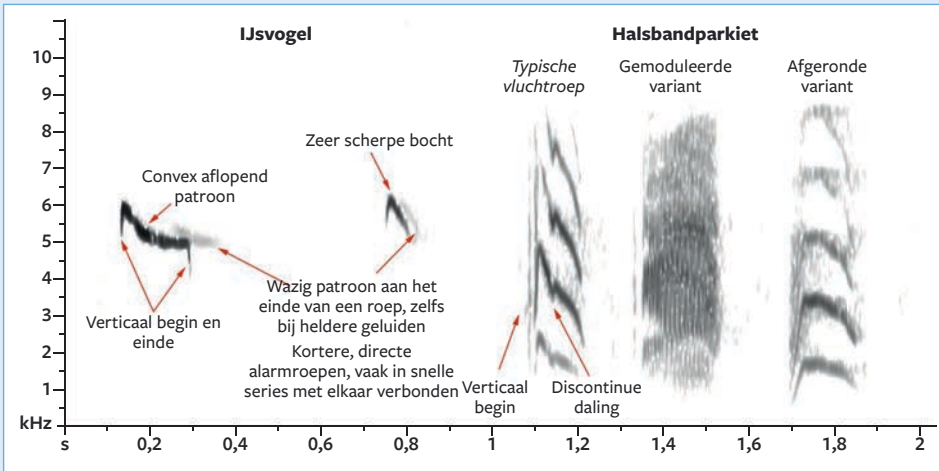 IJsvogel
Halsbandparkiet
Typische
vluchtroep
Gemoduleerde
variant
Afgeronde
variant
Zeer scherpe bocht
Convex aflopend
patroon
Verticaal begin en
einde
Wazig patroon aan het
einde van een roep, zelfs
bij heldere geluiden
Kortere, directe
alarmroepen, vaak in snelle
series met elkaar verbonden
Verticaal
begin
Discontinue
daling
10
9
8
7
6
5
4
3
2
1
kHz
s
0,2
0,4
0,6
0,8
1
1,2
1,4
1,6
1,8
2